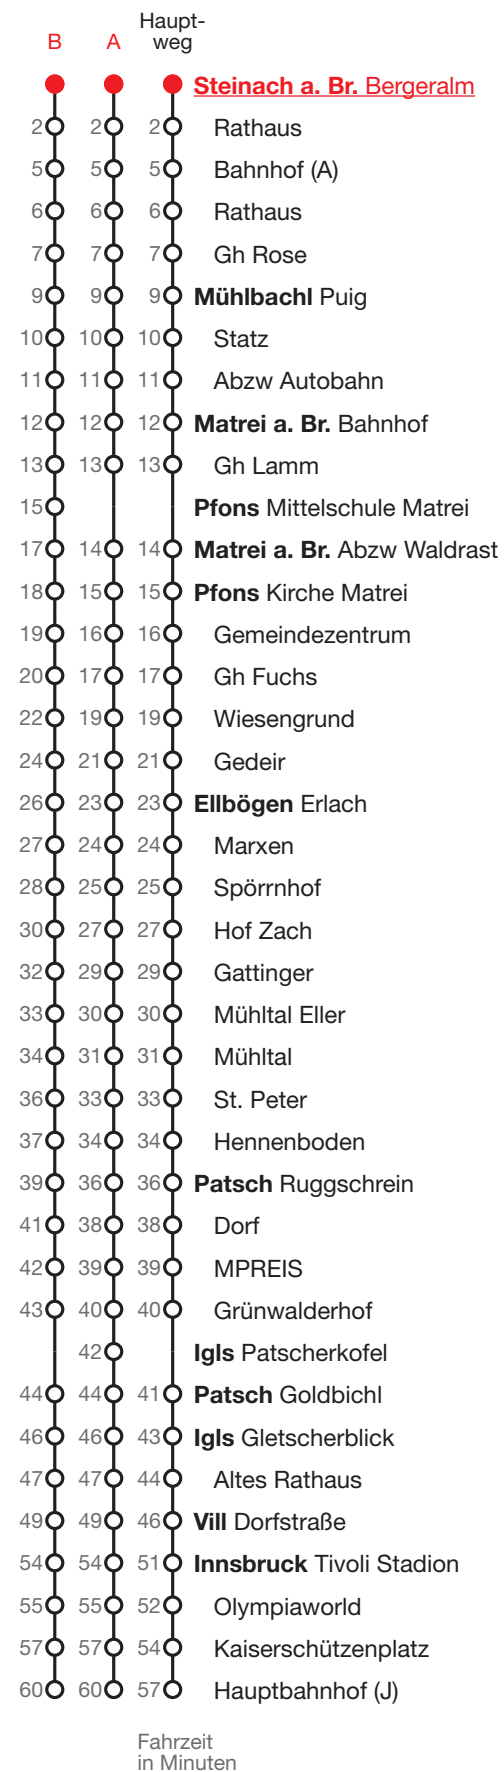 Haupt-
B A weg
Steinach a. Br. Bergeralm
2 2 2 Rathaus
5 5 5 Bahnhof (A)
6 6 6 Rathaus
7 7 7 Gh Rose
9 9 9 Mühlbachl Puig
10 10 10 Statz
11 11 11 Abzw Autobahn
12 12 12 Matrei a. Br. Bahnhof
13 13 13 Gh Lamm
15 Pfons Mittelschule Matrei
17 14 14 Matrei a. Br. Abzw Waldrast
18 15 15 Pfons Kirche Matrei
19 16 16 Gemeindezentrum
20 17 17 Gh Fuchs
22 19 19 Wiesengrund
24 21 21 Gedeir
26 23 23 Ellbögen Erlach
27 24 24 Marxen
28 25 25 Spörrnhof
30 27 27 Hof Zach
32 29 29 Gattinger
33 30 30 Mühltal Eller
34 31 31 Mühltal
36 33 33 St. Peter
37 34 34 Hennenboden
39 36 36 Patsch Ruggschrein
41 38 38 Dorf
42 39 39 MPREIS
43 40 40 Grünwalderhof
42 Igls Patscherkofel
44 44 41 Patsch Goldbichl
46 46 43 Igls Gletscherblick
47 47 44 Altes Rathaus
49 49 46 Vill Dorfstraße
54 54 51 Innsbruck Tivoli Stadion
55 55 52 Olympiaworld
57 57 54 Kaiserschützenplatz
60 60 57 Hauptbahnhof (J)
Fahrzeit
in Minuten